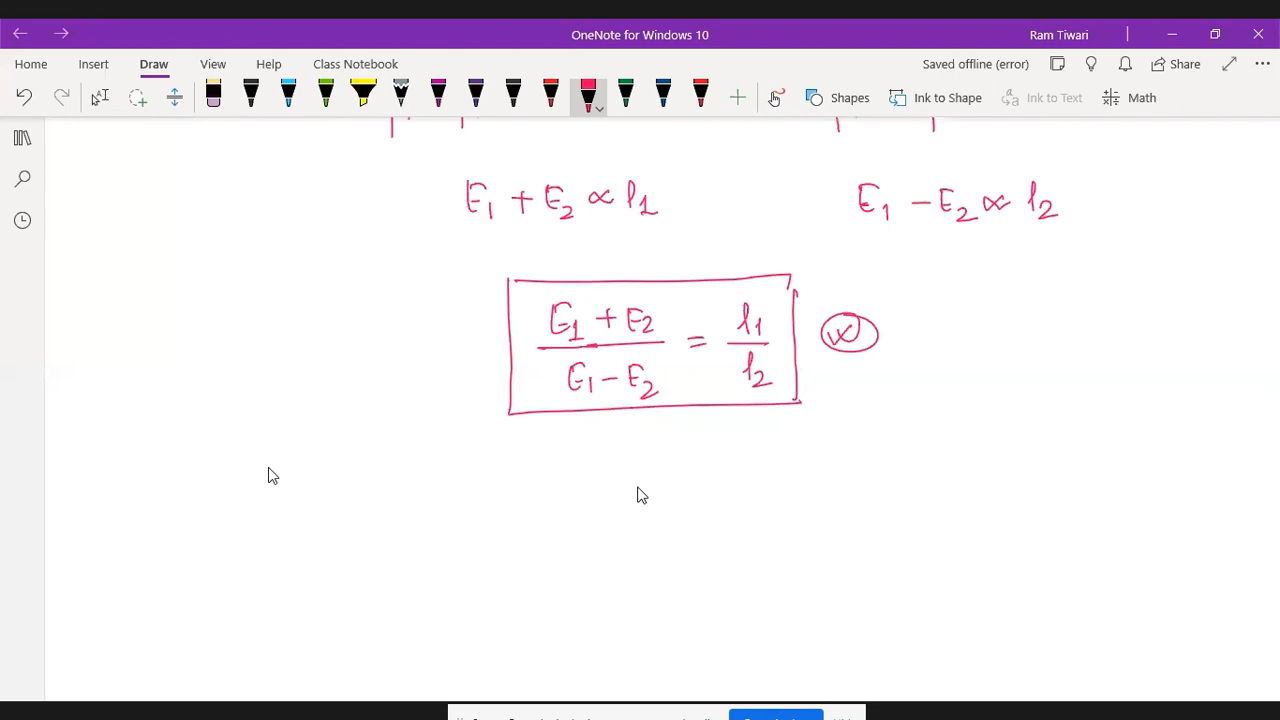 OneNote for Windows 10
Ram Tiwari
Home Insert Draw View Help Class Notebook
Saved offline (error)
Share
Shapes
Ink to Shape
Ink to Text
Math
E₁ + E₂ ∝ l₁
E₁ − E₂ ∝ l₂
E₁ + E₂ / E₁ − E₂ = l₁ / l₂